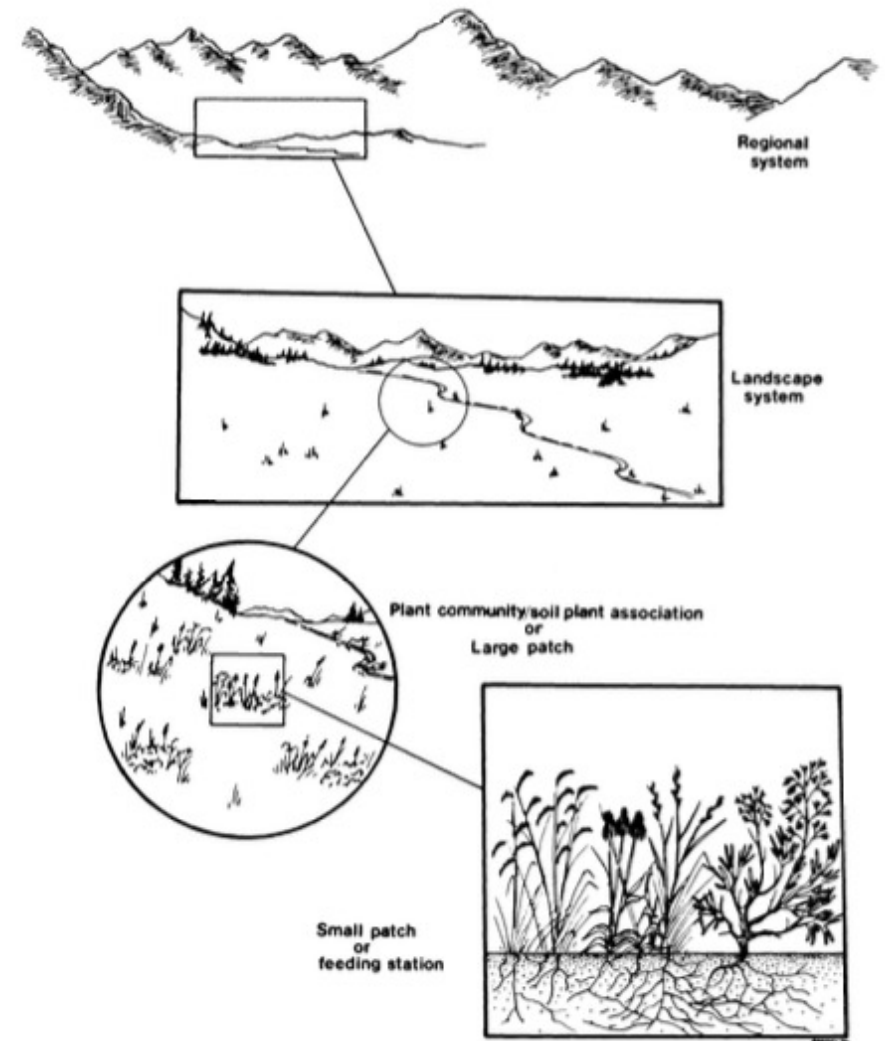 Regional
system
Landscape
system
Plant community/soil plant association
or
Large patch
Small patch
or
feeding station